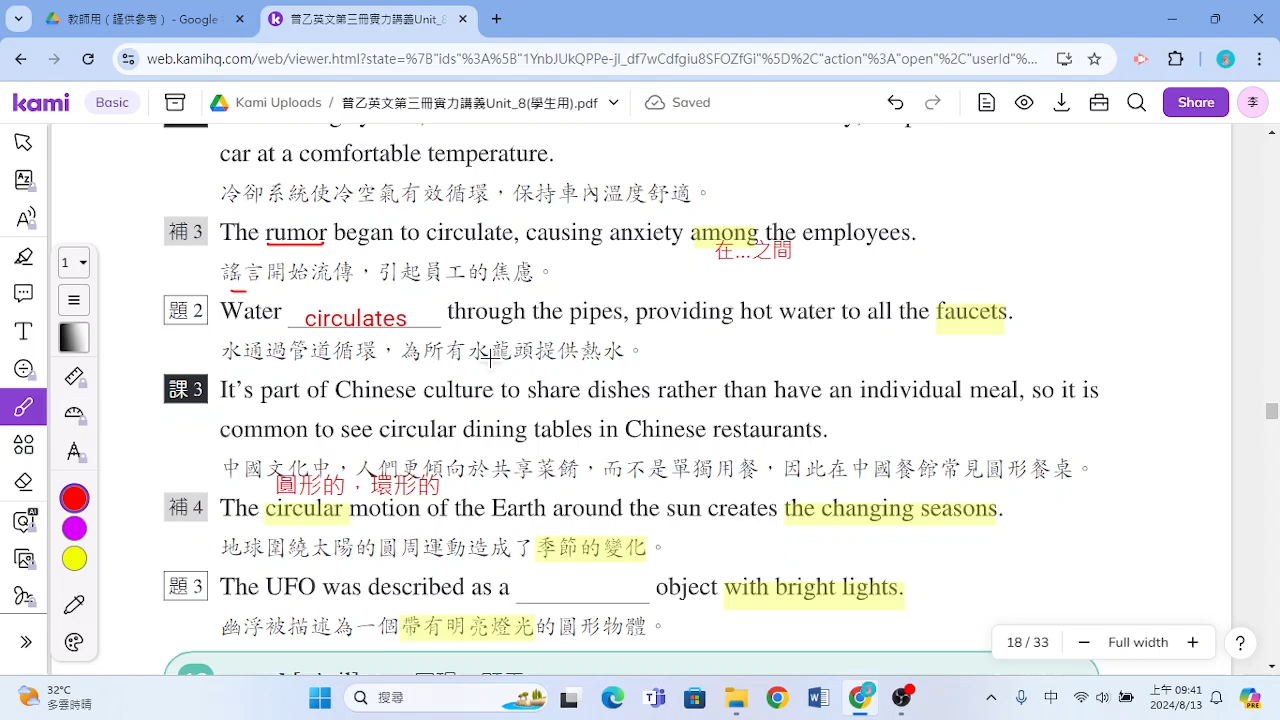 教師用（謹供參考）- Google
普乙英文第三冊實力講義Unit_8
web.kamihq.com/web/viewer.html?state=%7B"ids"%3A%5B"1YnbJUkQPPe-jI_df7wCdfgiu8SFOZfGi"%5D%2C"action"%3A"open"%2C"userId"%...
kami Basic Kami Uploads / 普乙英文第三冊實力講義Unit_8(學生用).pdf Saved Share 李
car at a comfortable temperature.
冷卻系統使冷空氣有效循環，保持車內溫度舒適。
補3 The rumor began to circulate, causing anxiety among the employees.
在...之間
謠言開始流傳，引起員工的焦慮。
題2 Water circulates through the pipes, providing hot water to all the faucets.
水通過管道循環，為所有水龍頭提供熱水。
課3 It's part of Chinese culture to share dishes rather than have an individual meal, so it is
common to see circular dining tables in Chinese restaurants.
中國文化中，人們更傾向於共享菜餚，而不是單獨用餐，因此在中國餐館常見圓形餐桌。
圓形的，環形的
補4 The circular motion of the Earth around the sun creates the changing seasons.
地球圍繞太陽的圓周運動造成了季節的變化。
題3 The UFO was described as a ________ object with bright lights.
幽浮被描述為一個帶有明亮燈光的圓形物體。
1
18 / 33 Full width
32°C
多雲時晴
搜尋
中
上午 09:41
2024/8/13